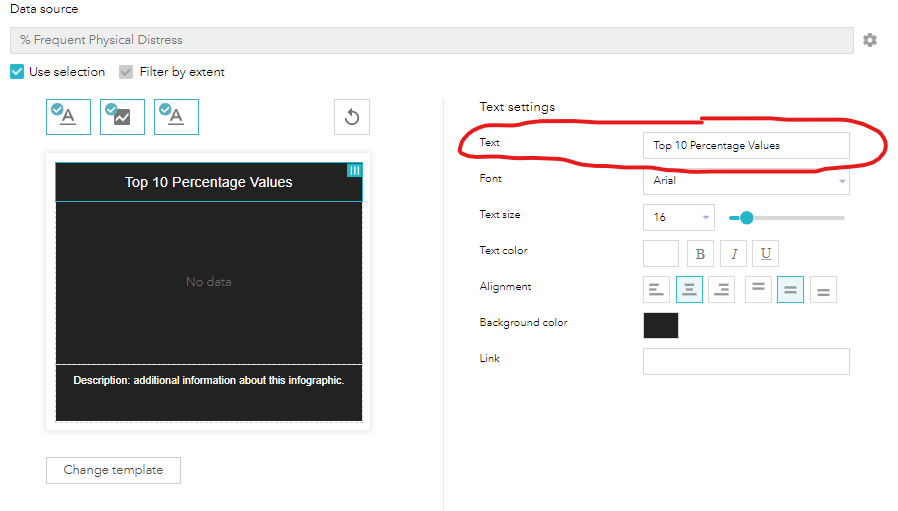 Data source
% Frequent Physical Distress
Use selection
Filter by extent
A
A
Top 10 Percentage Values
No data
Description: additional information about this infographic.
Change template
Text settings
Text
Top 10 Percentage Values
Font
Arial
Text size
16
Text color
B I U
Alignment
Background color
Link